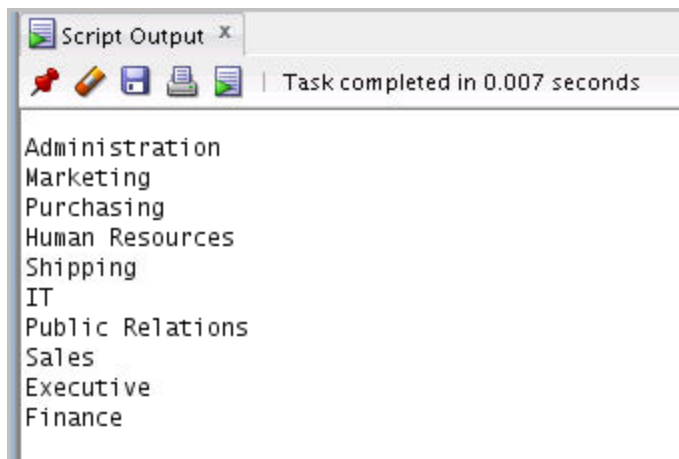 Script Output x
Task completed in 0.007 seconds
Administration
Marketing
Purchasing
Human Resources
Shipping
IT
Public Relations
Sales
Executive
Finance